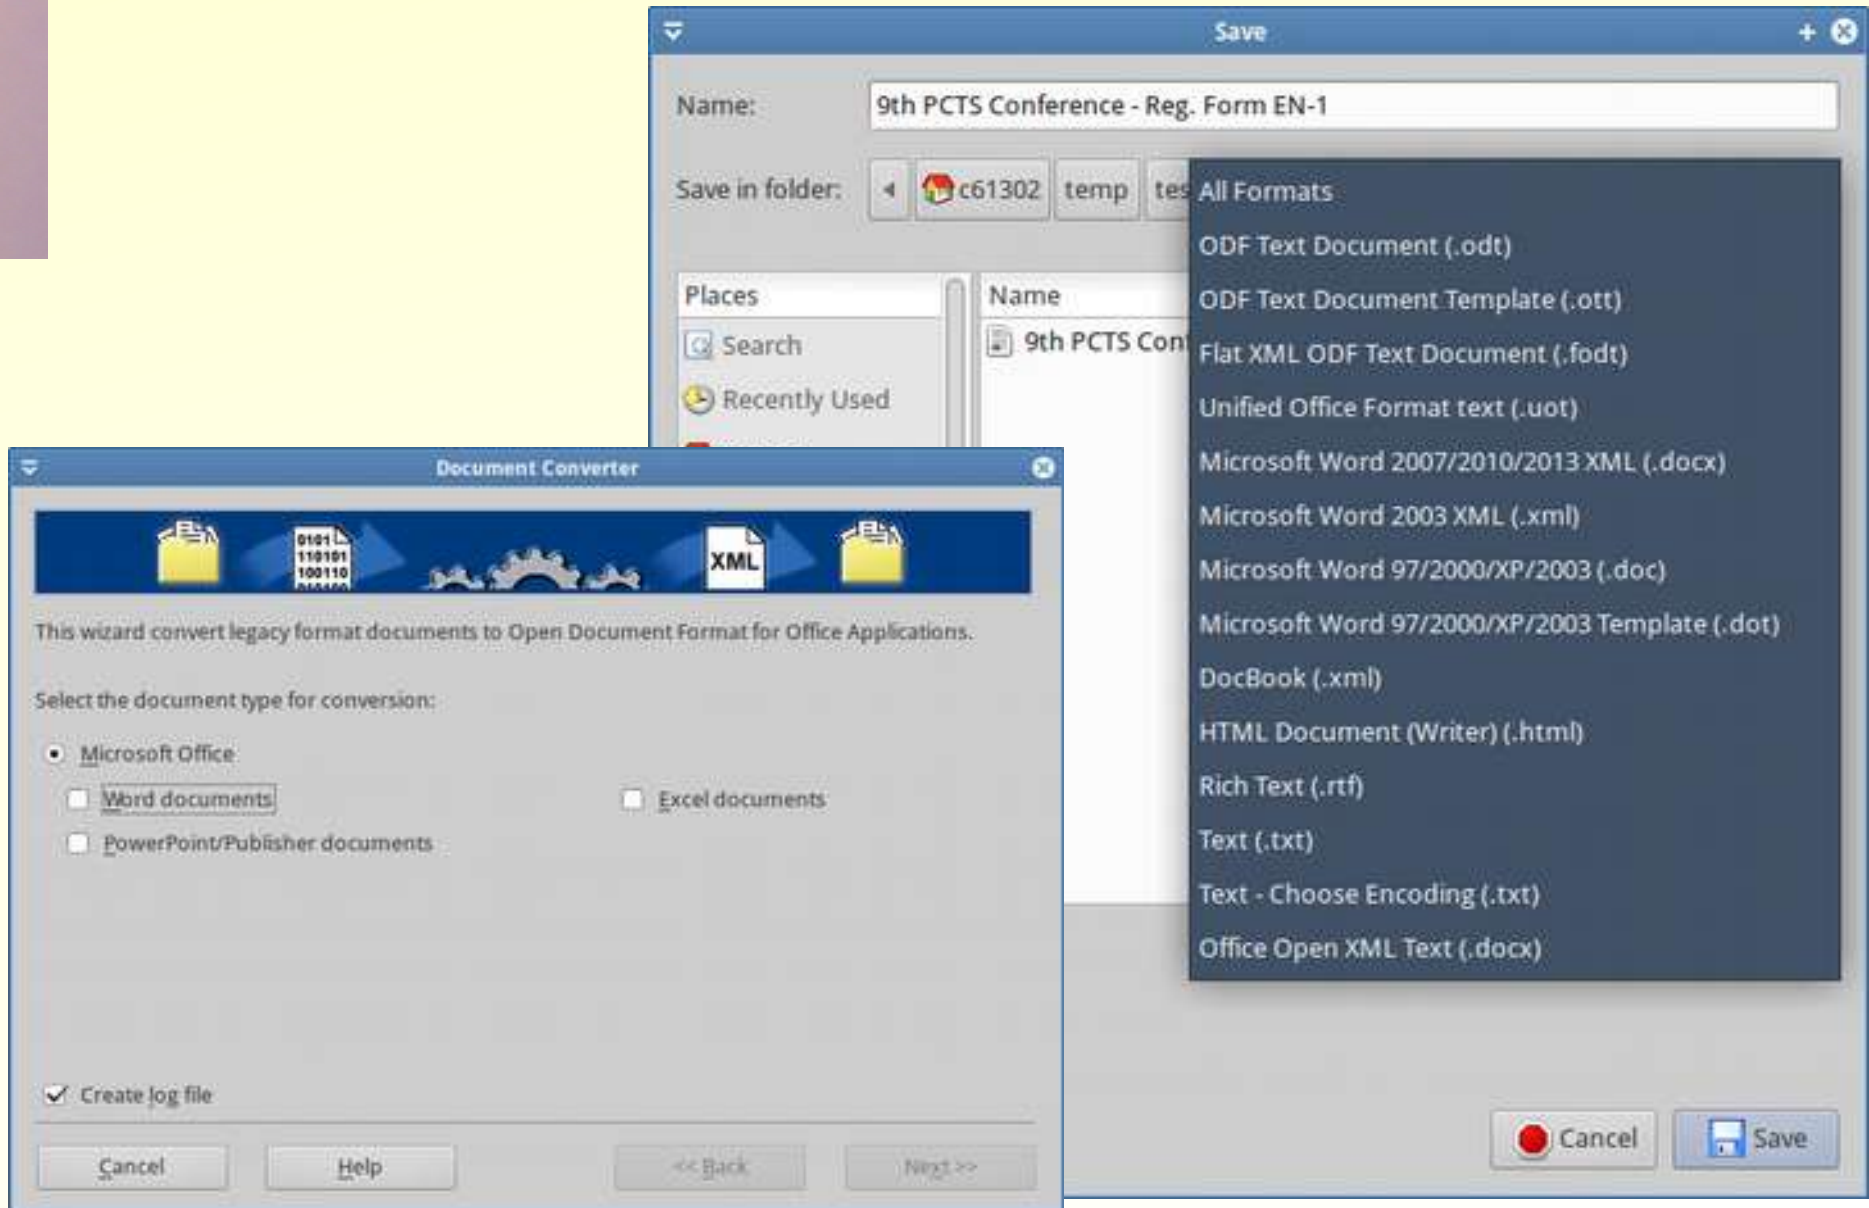 Save
Name:
9th PCTS Conference - Reg. Form EN-1
Save in folder:
c61302
temp
tes
All Formats
ODF Text Document (.odt)
ODF Text Document Template (.ott)
Flat XML ODF Text Document (.fodt)
Unified Office Format text (.uot)
Microsoft Word 2007/2010/2013 XML (.docx)
Microsoft Word 2003 XML (.xml)
Microsoft Word 97/2000/XP/2003 (.doc)
Microsoft Word 97/2000/XP/2003 Template (.dot)
DocBook (.xml)
HTML Document (Writer) (.html)
Rich Text (.rtf)
Text (.txt)
Text - Choose Encoding (.txt)
Office Open XML Text (.docx)
Places
Search
Recently Used
Name
9th PCTS Conf
Cancel
Save
Document Converter
0101
110101
100110
XML
This wizard convert legacy format documents to Open Document Format for Office Applications.
Select the document type for conversion:
Microsoft Office
Word documents
Excel documents
PowerPoint/Publisher documents
Create log file
Cancel
Help
<< Back
Next >>